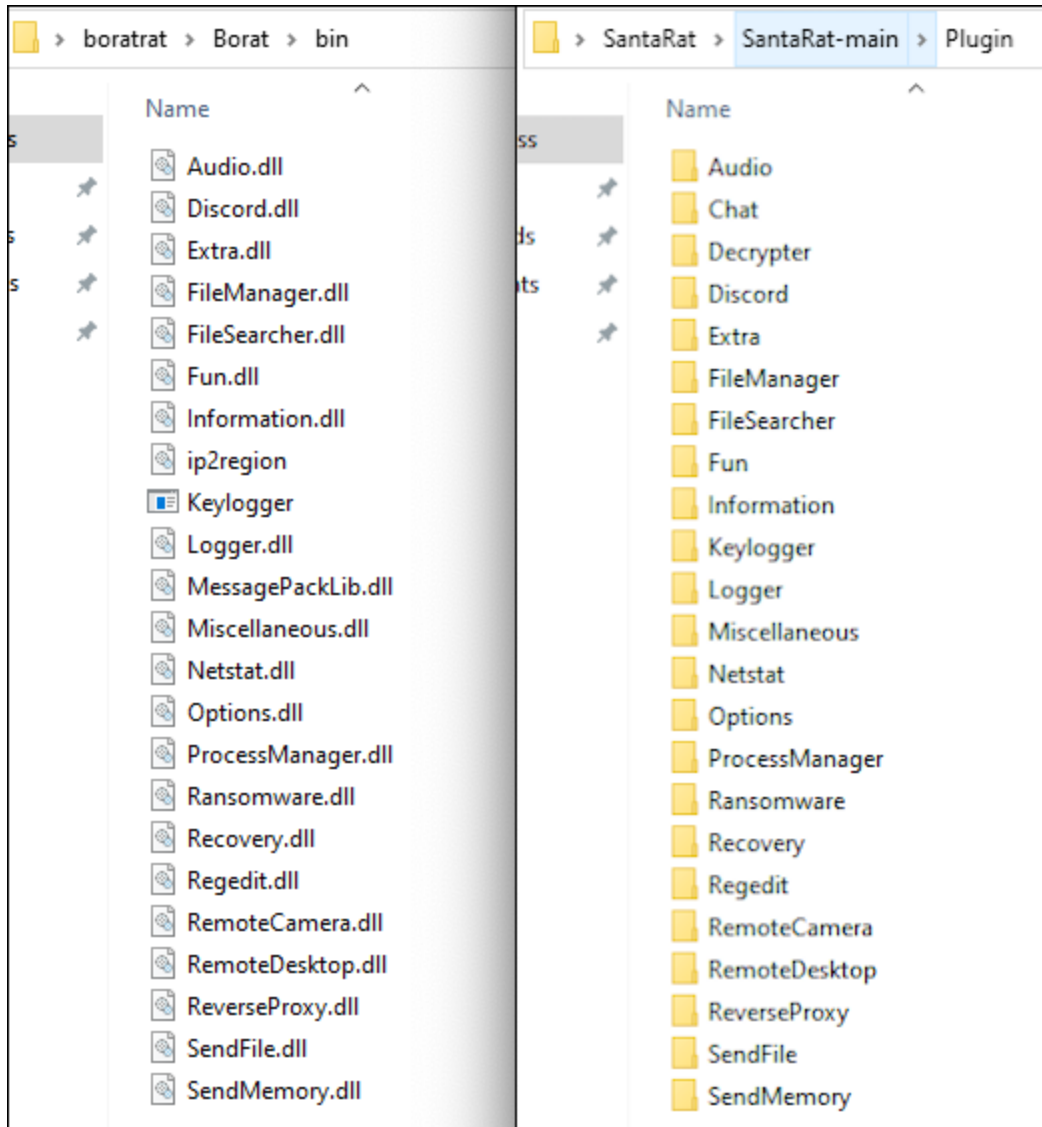 boratrat > Borat > bin
Name
s
Audio.dll
Discord.dll
s
Extra.dll
s
FileManager.dll
FileSearcher.dll
Fun.dll
Information.dll
ip2region
Keylogger
Logger.dll
MessagePackLib.dll
Miscellaneous.dll
Netstat.dll
Options.dll
ProcessManager.dll
Ransomware.dll
Recovery.dll
Regedit.dll
RemoteCamera.dll
RemoteDesktop.dll
ReverseProxy.dll
SendFile.dll
SendMemory.dll
SantaRat > SantaRat-main > Plugin
Name
ss
Audio
Chat
ds
Decrypter
nts
Discord
Extra
FileManager
FileSearcher
Fun
Information
Keylogger
Logger
Miscellaneous
Netstat
Options
ProcessManager
Ransomware
Recovery
Regedit
RemoteCamera
RemoteDesktop
ReverseProxy
SendFile
SendMemory